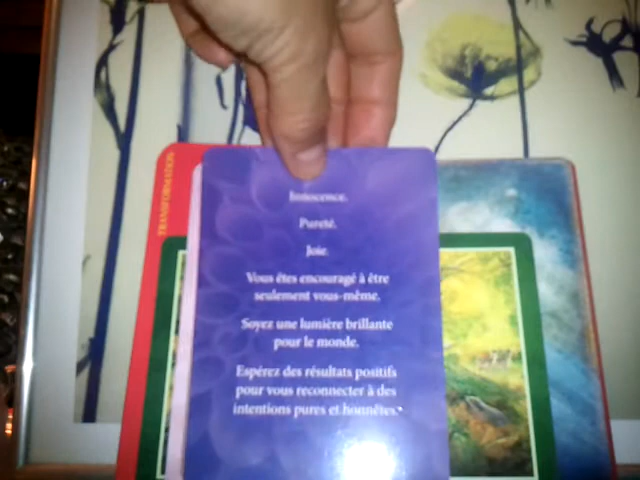 TRANSFORMATION
Innocence.
Pureté.
Joie.
Vous êtes encouragé à être
seulement vous-même.
Soyez une lumière brillante
pour le monde.
Espérez des résultats positifs
pour vous reconnecter à des
intentions pures et honnêtes.